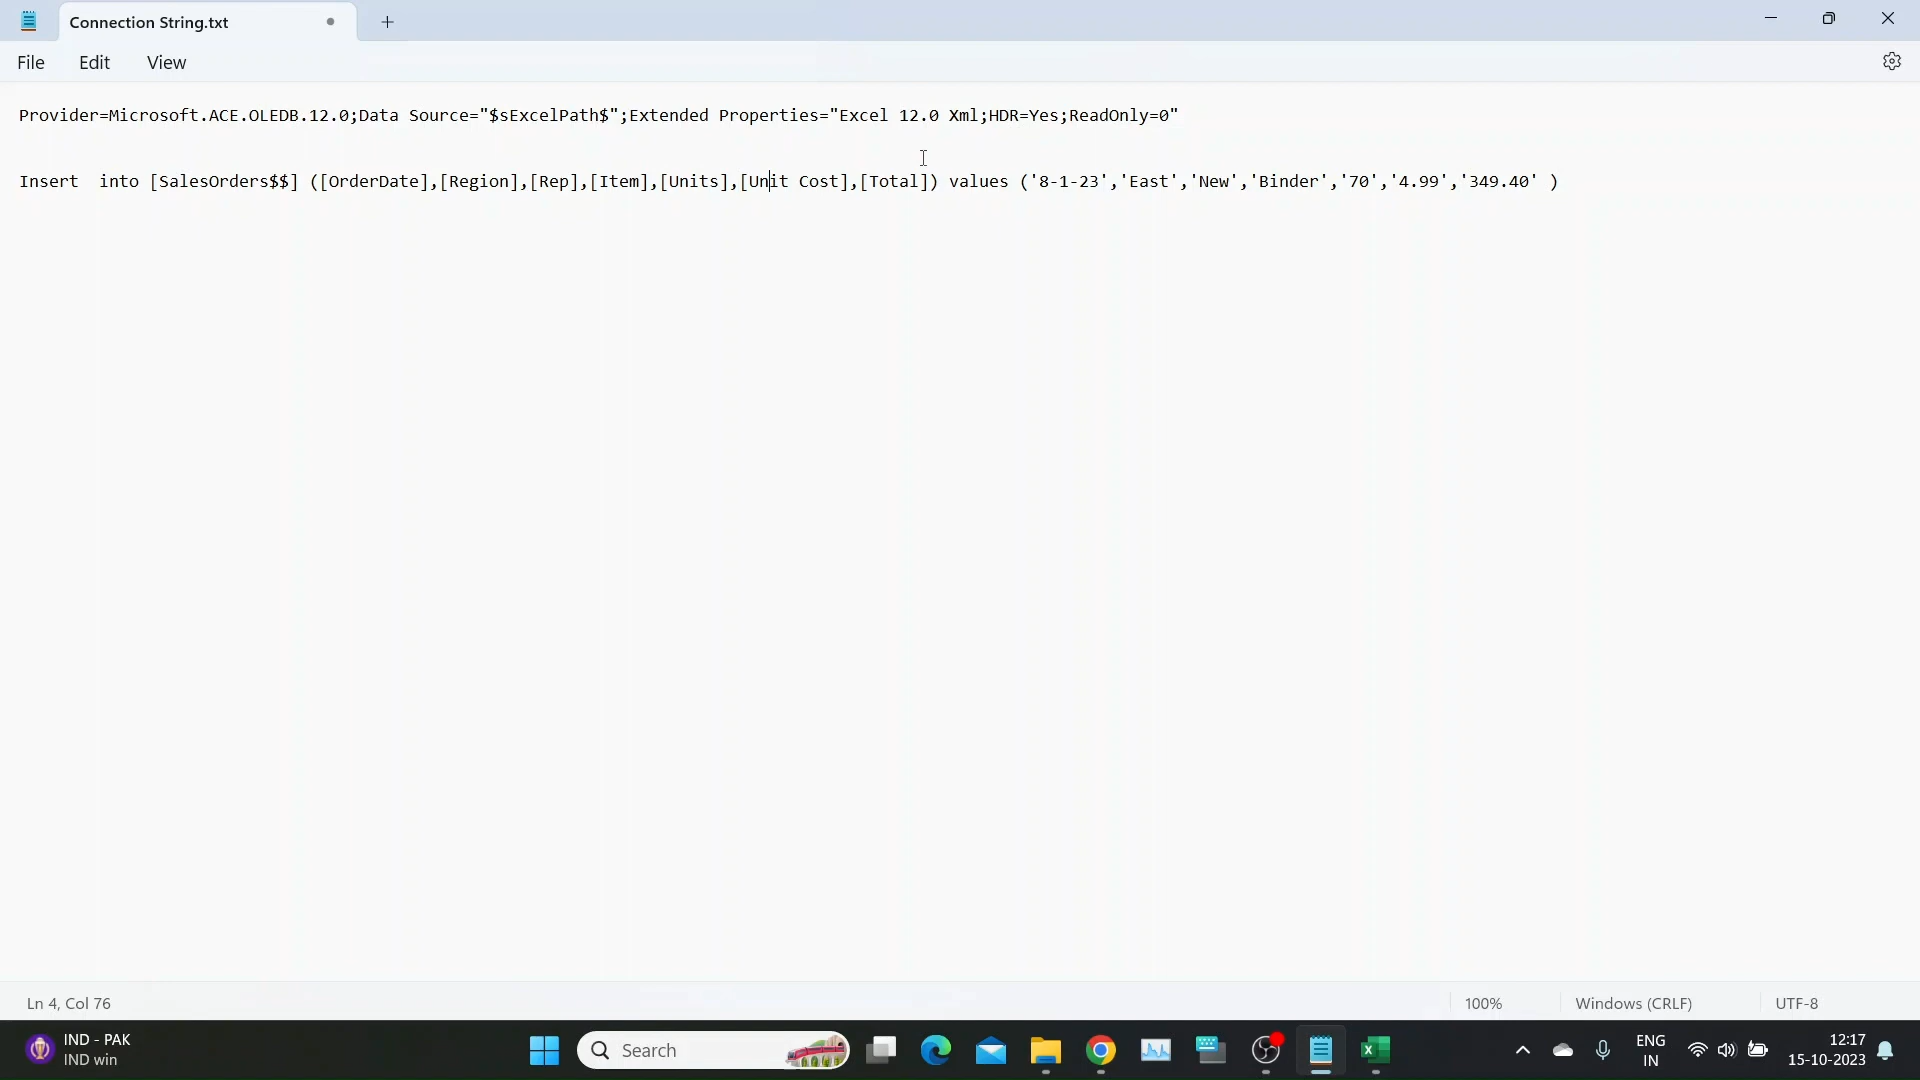 Connection String.txt
File Edit View
Provider=Microsoft.ACE.OLEDB.12.0;Data Source="$sExcelPath$";Extended Properties="Excel 12.0 Xml;HDR=Yes;ReadOnly=0"
Insert  into [SalesOrders$$] ([OrderDate],[Region],[Rep],[Item],[Units],[Unit Cost],[Total]) values ('8-1-23','East','New','Binder','70','4.99','349.40' )
Ln 4, Col 76 100% Windows (CRLF) UTF-8
IND - PAK
IND win
Search
ENG
IN
12:17
15-10-2023